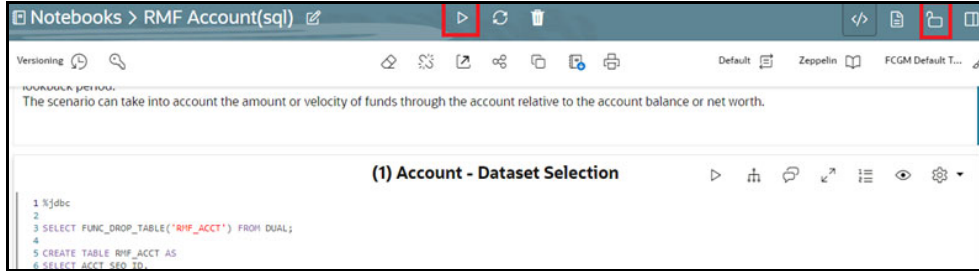 Notebooks > RMF Account(sql)
Versioning
Default
Zeppelin
FCGM Default T...
lookback period.
The scenario can take into account the amount or velocity of funds through the account relative to the account balance or net worth.
(1) Account - Dataset Selection
1 %jdbc
2
3 SELECT FUNC_DROP_TABLE('RMF_ACCT') FROM DUAL;
4
5 CREATE TABLE RMF_ACCT AS
6 SELECT ACCT_SEQ_ID,